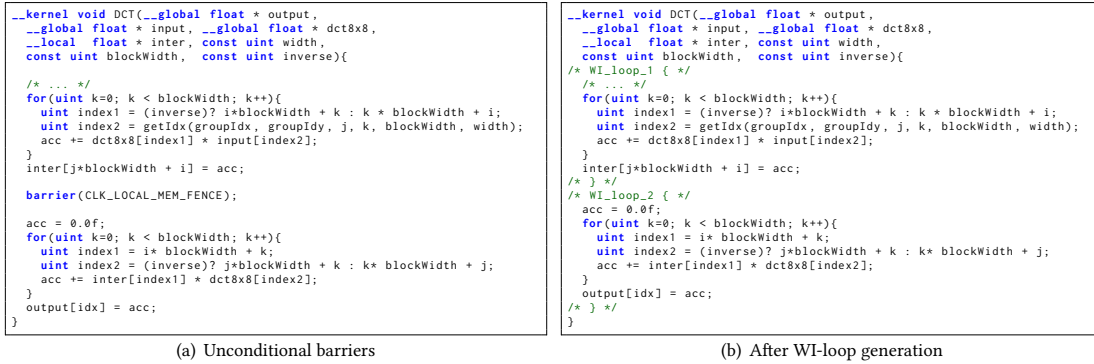 __kernel void DCT(__global float * output,
  __global float * input, __global float * dct8x8,
  __local  float * inter, const uint width,
  const uint blockWidth,  const uint inverse){

  /* ... */
  for(uint k=0; k < blockWidth; k++){
    uint index1 = (inverse)? i*blockWidth + k : k * blockWidth + i;
    uint index2 = getIdx(groupIdx, groupIdy, j, k, blockWidth, width);
    acc += dct8x8[index1] * input[index2];
  }
  inter[j*blockWidth + i] = acc;

  barrier(CLK_LOCAL_MEM_FENCE);

  acc = 0.0f;
  for(uint k=0; k < blockWidth; k++){
    uint index1 = i* blockWidth + k;
    uint index2 = (inverse)? j*blockWidth + k : k* blockWidth + j;
    acc += inter[index1] * dct8x8[index2];
  }
  output[idx] = acc;
}
(a) Unconditional barriers
__kernel void DCT(__global float * output,
  __global float * input, __global float * dct8x8,
  __local  float * inter, const uint width,
  const uint blockWidth,  const uint inverse){
/* WI_loop_1 { */
  /* ... */
  for(uint k=0; k < blockWidth; k++){
    uint index1 = (inverse)? i*blockWidth + k : k * blockWidth + i;
    uint index2 = getIdx(groupIdx, groupIdy, j, k, blockWidth, width);
    acc += dct8x8[index1] * input[index2];
  }
  inter[j*blockWidth + i] = acc;
/* } */
/* WI_loop_2 { */
  acc = 0.0f;
  for(uint k=0; k < blockWidth; k++){
    uint index1 = i* blockWidth + k;
    uint index2 = (inverse)? j*blockWidth + k : k* blockWidth + j;
    acc += inter[index1] * dct8x8[index2];
  }
  output[idx] = acc;
/* } */
}
(b) After WI-loop generation